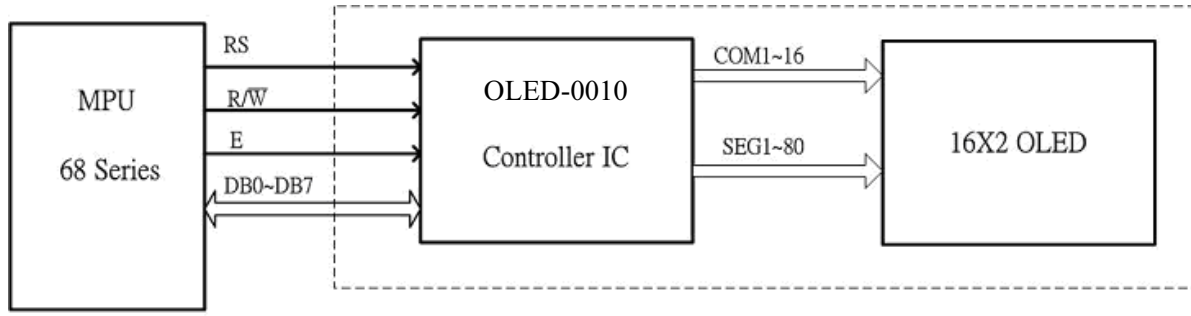 MPU
68 Series
RS
R/W̅
E
DB0~DB7
OLED-0010
Controller IC
COM1~16
SEG1~80
16X2 OLED